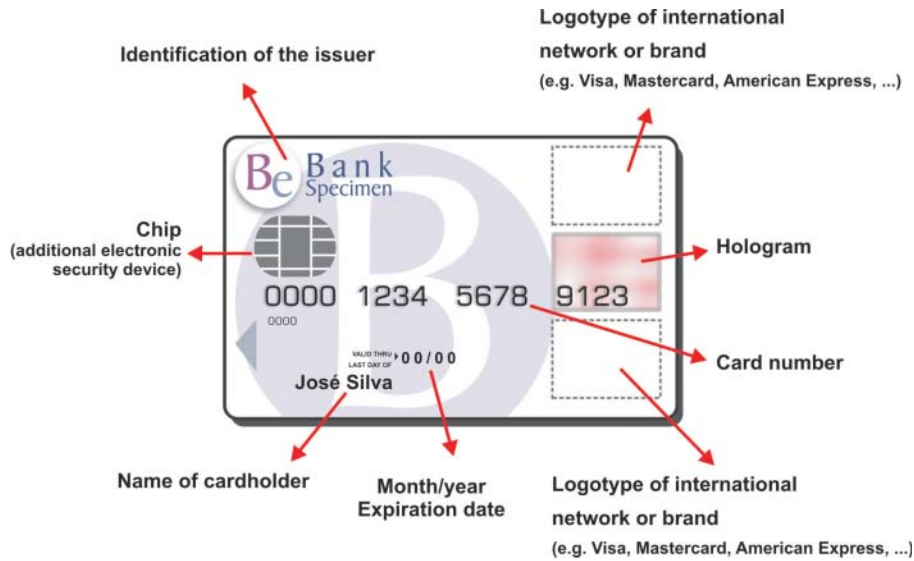 Logotype of international
network or brand
(e.g. Visa, Mastercard, American Express, ...)
Identification of the issuer
Be Bank
Specimen
Chip
(additional electronic
security device)
Hologram
0000 1234 5678 9123
0000
Card number
VALID THRU
LAST DAY OF
00/00
José Silva
Name of cardholder
Month/year
Expiration date
Logotype of international
network or brand
(e.g. Visa, Mastercard, American Express, ...)
B